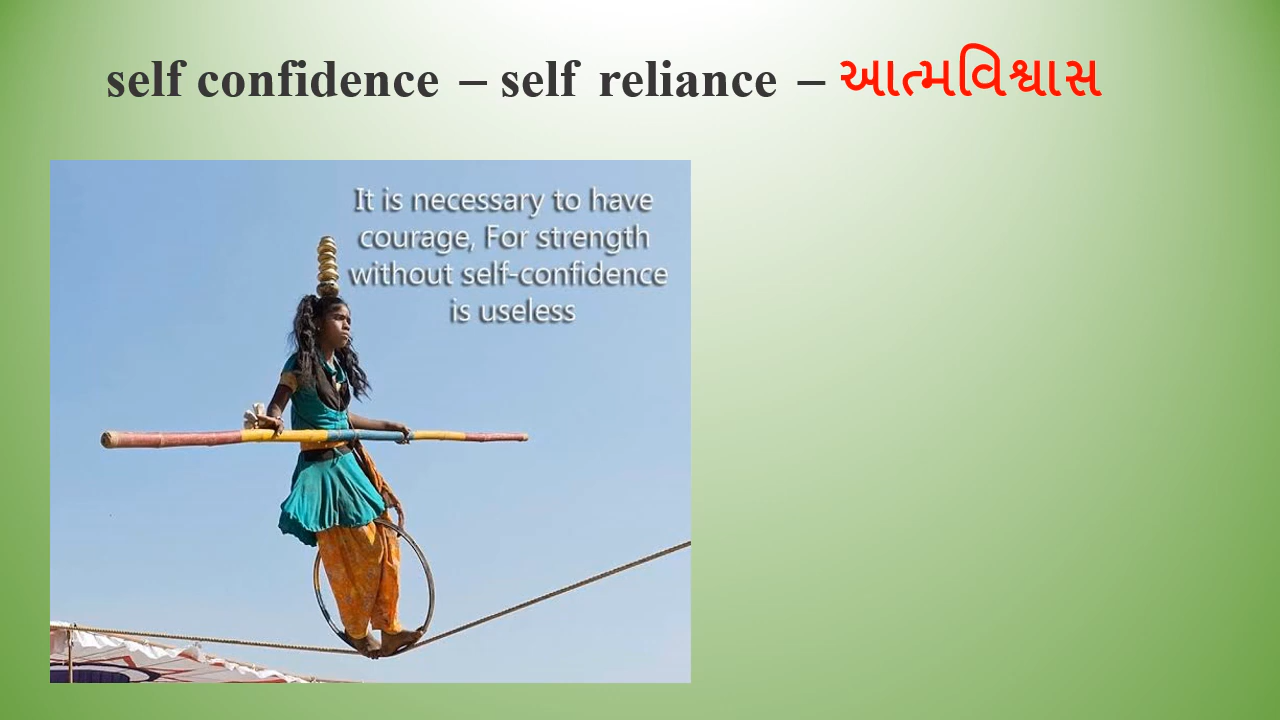 self confidence – self reliance – આત્મવિશ્વાસ
It is necessary to have
courage, For strength
without self-confidence
is useless